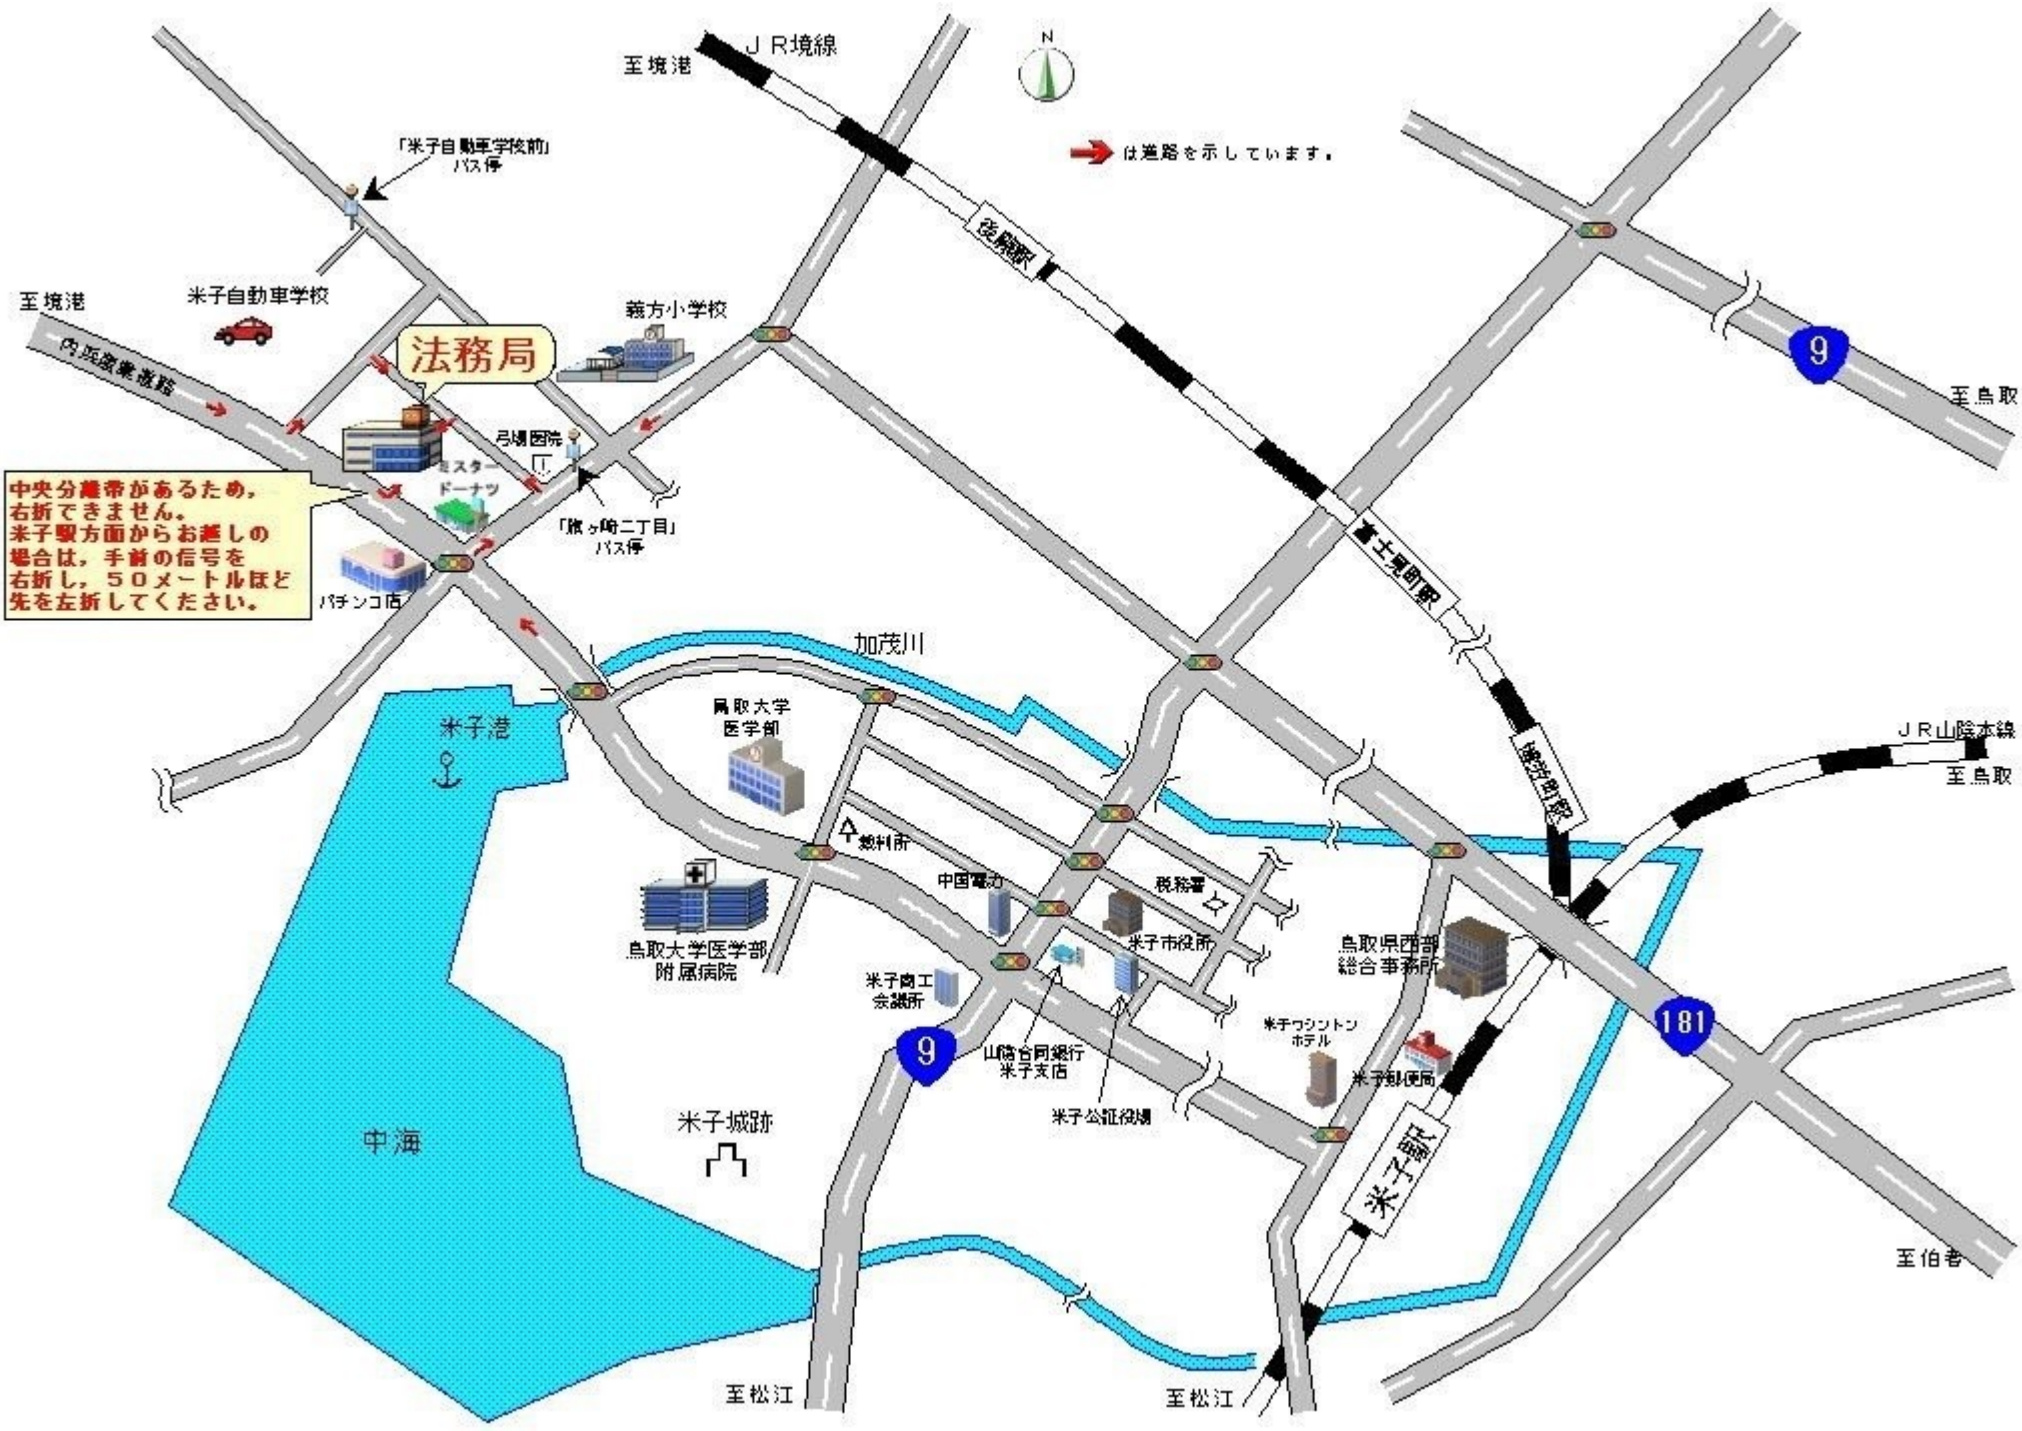 ＪＲ境線
至境港
N
は進路を示しています。
「米子自動車学校前」
バス停
米子自動車学校
至境港
義方小学校
法務局
内浜産業道路
9
至鳥取
後藤駅
弓場医院
ミスター
ドーナツ
中央分離帯があるため，
右折できません。
米子駅方面からお越しの
場合は，手前の信号を
右折し，５０メートルほど
先を左折してください。
「旗ヶ崎二丁目」
バス停
パチンコ店
富士見町駅
加茂川
鳥取大学
医学部
米子港
ＪＲ山陰本線
至鳥取
博労町駅
裁判所
中国電力
税務署
米子市役所
鳥取大学医学部
附属病院
鳥取県西部
総合事務所
米子商工
会議所
米子ワシントン
ホテル
181
9
山陰合同銀行
米子支店
米子郵便局
米子公証役場
米子城跡
中海
米子駅
至伯耆
至松江
至松江